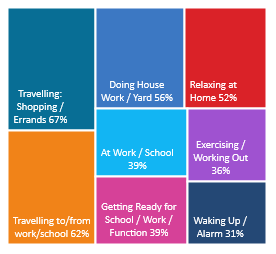 Travelling:
Shopping /
Errands 67%
Doing House
Work / Yard 56%
Relaxing at
Home 52%
At Work / School
39%
Exercising /
Working Out
36%
Travelling to/from
work/school 62%
Getting Ready for
School / Work /
Function 39%
Waking Up /
Alarm 31%